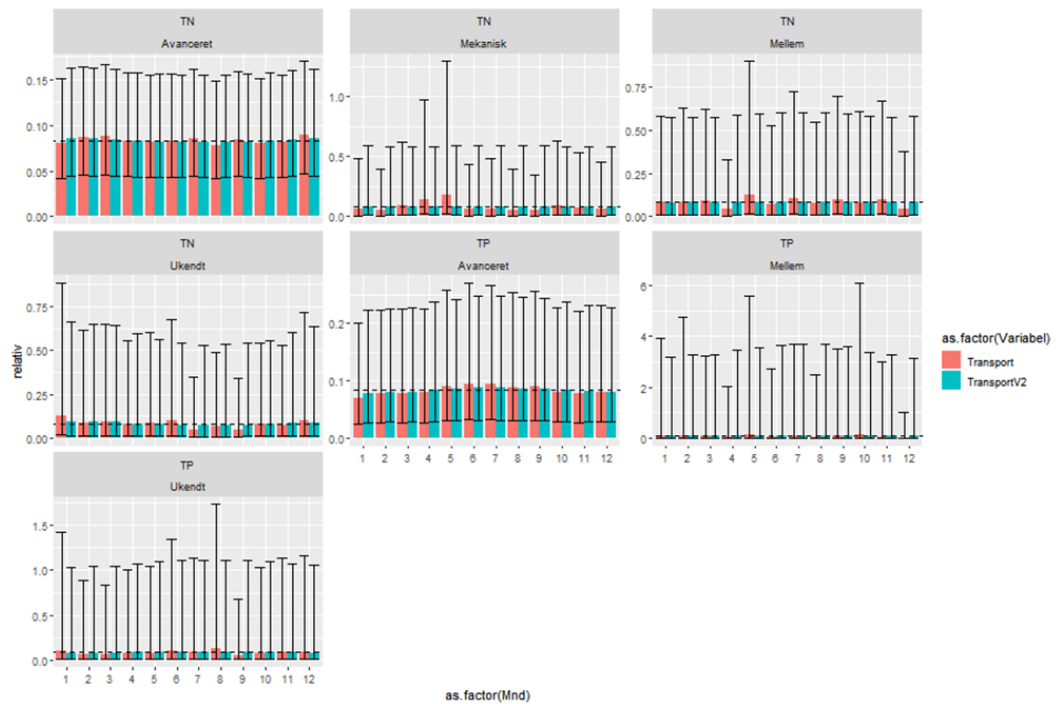 TN
Avanceret
TN
Mekanisk
TN
Mellem
0.15
0.10
0.05
0.00
1.0
0.5
0.0
0.75
0.50
0.25
0.00
TN
Ukendt
TP
Avanceret
TP
Mellem
0.75
0.50
0.25
0.00
0.2
0.1
0.0
1 2 3 4 5 6 7 8 9 10 11 12
6
4
2
0
1 2 3 4 5 6 7 8 9 10 11 12
relativ
as.factor(Variabel)
Transport
TransportV2
TP
Ukendt
1.5
1.0
0.5
0.0
1 2 3 4 5 6 7 8 9 10 11 12
as.factor(Mnd)